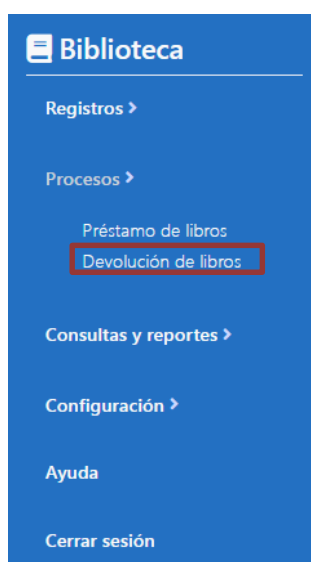 Biblioteca
Registros >
Procesos >
Préstamo de libros
Devolución de libros
Consultas y reportes >
Configuración >
Ayuda
Cerrar sesión